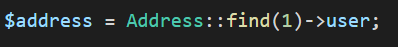 $address = Address::find(1)->user;